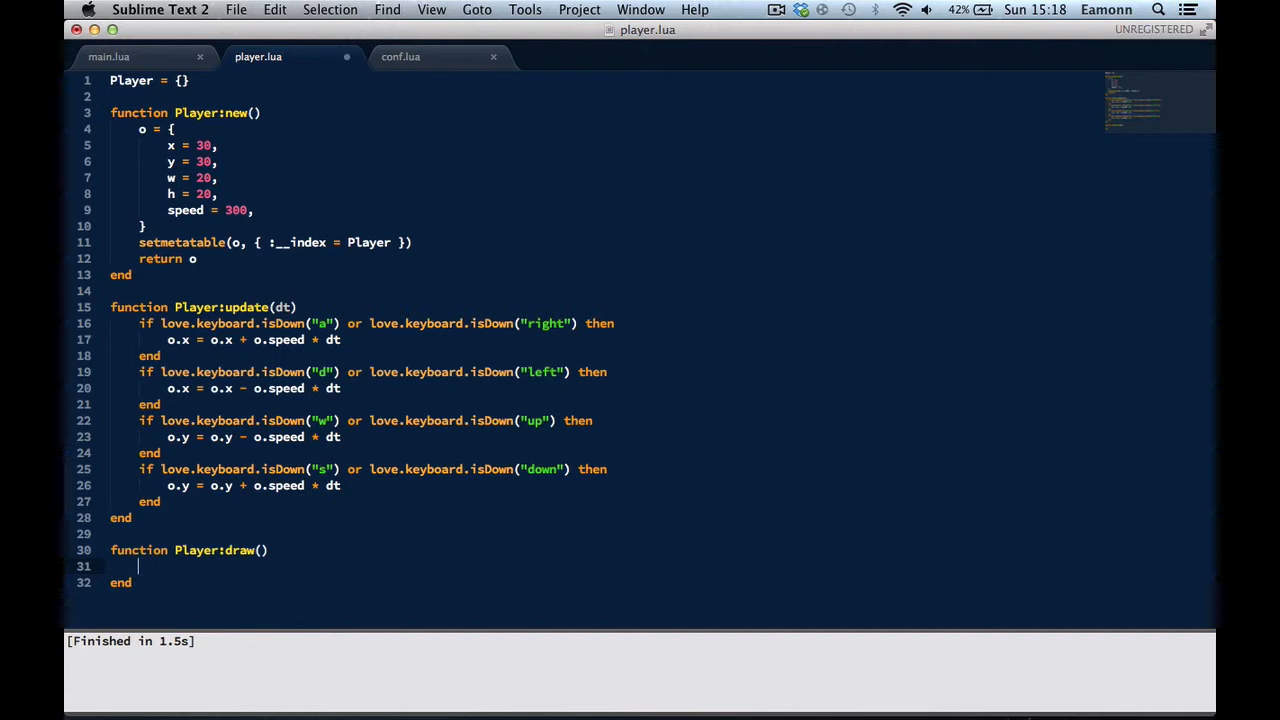 Sublime Text 2 File Edit Selection Find View Goto Tools Project Window Help 42% Sun 15:18 Eamonn
player.lua UNREGISTERED
main.lua player.lua conf.lua
1 Player = {}
2
3 function Player:new()
4 o = {
5 x = 30,
6 y = 30,
7 w = 20,
8 h = 20,
9 speed = 300,
10 }
11 setmetatable(o, { :__index = Player })
12 return o
13 end
14
15 function Player:update(dt)
16 if love.keyboard.isDown("a") or love.keyboard.isDown("right") then
17 o.x = o.x + o.speed * dt
18 end
19 if love.keyboard.isDown("d") or love.keyboard.isDown("left") then
20 o.x = o.x - o.speed * dt
21 end
22 if love.keyboard.isDown("w") or love.keyboard.isDown("up") then
23 o.y = o.y - o.speed * dt
24 end
25 if love.keyboard.isDown("s") or love.keyboard.isDown("down") then
26 o.y = o.y + o.speed * dt
27 end
28 end
29
30 function Player:draw()
31
32 end
[Finished in 1.5s]